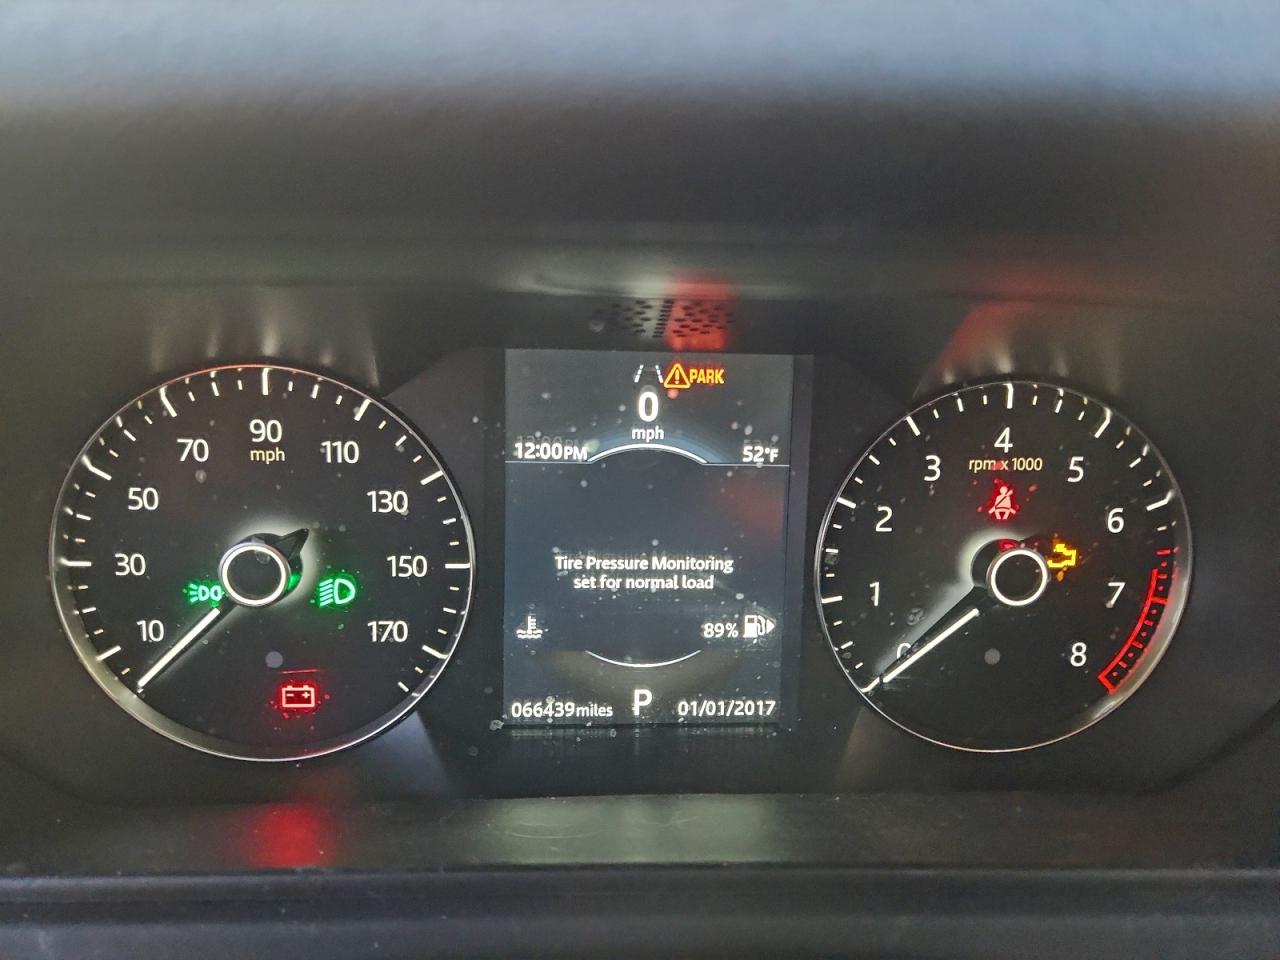 90
mph
70
110
50
130
30
150
10
170
PARK
0
mph
12:00PM
52°F
Tire Pressure Monitoring
set for normal load
89%
066439miles
P
01/01/2017
4
rpm x 1000
3
5
2
6
1
7
0
8